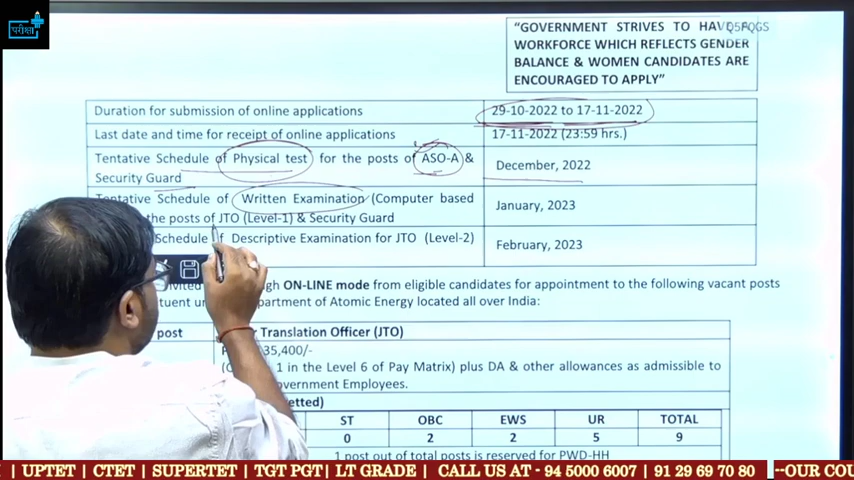 परीक्षा
Q5FQGS
“GOVERNMENT STRIVES TO HAVE A
WORKFORCE WHICH REFLECTS GENDER
BALANCE & WOMEN CANDIDATES ARE
ENCOURAGED TO APPLY”
Duration for submission of online applications 29-10-2022 to 17-11-2022
Last date and time for receipt of online applications 17-11-2022 (23:59 hrs.)
Tentative Schedule of Physical test for the posts of ASO-A & December, 2022
Security Guard
Tentative Schedule of Written Examination (Computer based January, 2023
the posts of JTO (Level-1) & Security Guard
Schedule of Descriptive Examination for JTO (Level-2) February, 2023
ON-LINE mode from eligible candidates for appointment to the following vacant posts
Department of Atomic Energy located all over India:
post Translation Officer (JTO)
35,400/-
1 in the Level 6 of Pay Matrix) plus DA & other allowances as admissible to
Government Employees.
ST OBC EWS UR TOTAL
0 2 2 5 9
1 post out of total posts is reserved for PWD-HH
| UPTET | CTET | SUPERTET | TGT PGT| LT GRADE | CALL US AT - 94 5000 6007 | 91 29 69 70 80 --OUR COU